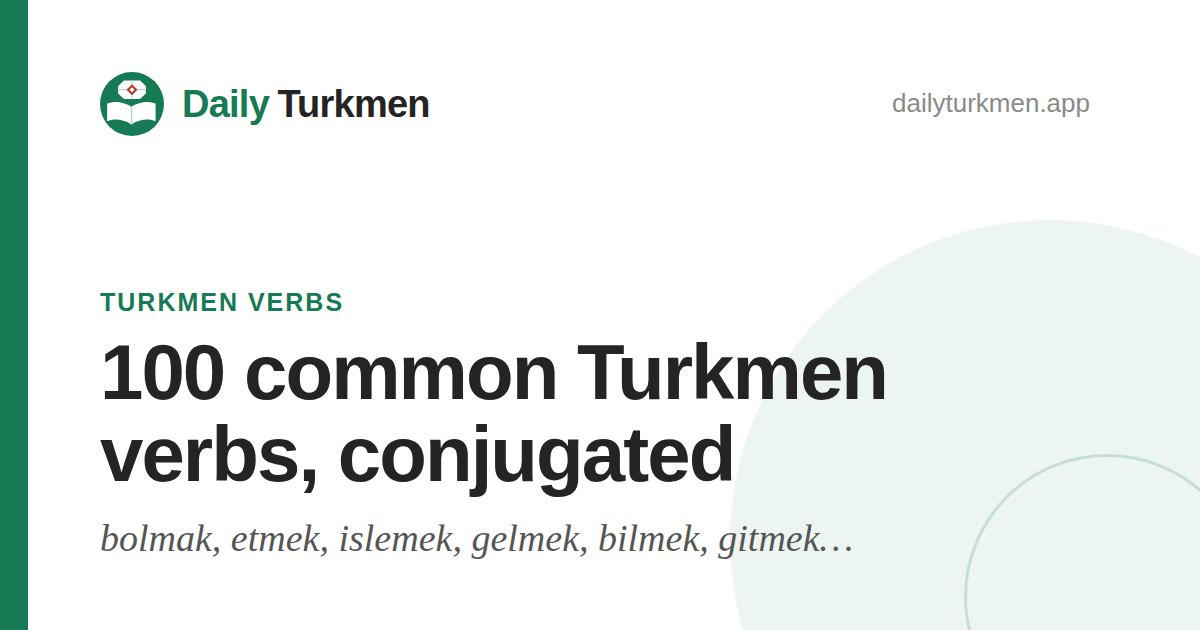 Daily Turkmen
dailyturkmen.app
TURKMEN VERBS
100 common Turkmen
verbs, conjugated
bolmak, etmek, islemek, gelmek, bilmek, gitmek…